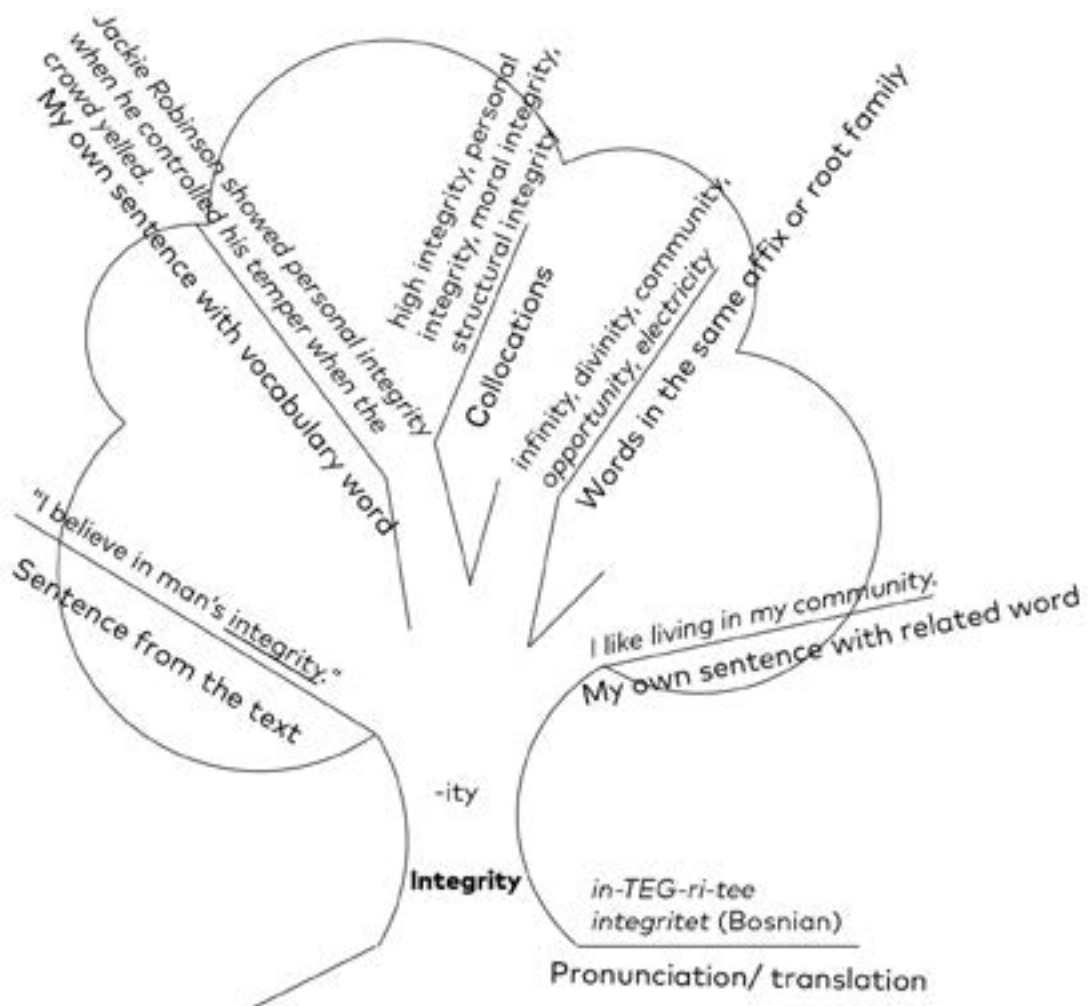 Jackie Robinson showed personal integrity
when he controlled his temper when the
crowd yelled.
My own sentence with vocabulary word
high integrity, personal
integrity, moral integrity,
structural integrity
Collocations
infinity, divinity, community,
opportunity, electricity
Words in the same affix or root family
"I believe in man's integrity."
Sentence from the text
I like living in my community.
My own sentence with related word
-ity
Integrity
in-TEG-ri-tee
integritet (Bosnian)
Pronunciation/ translation